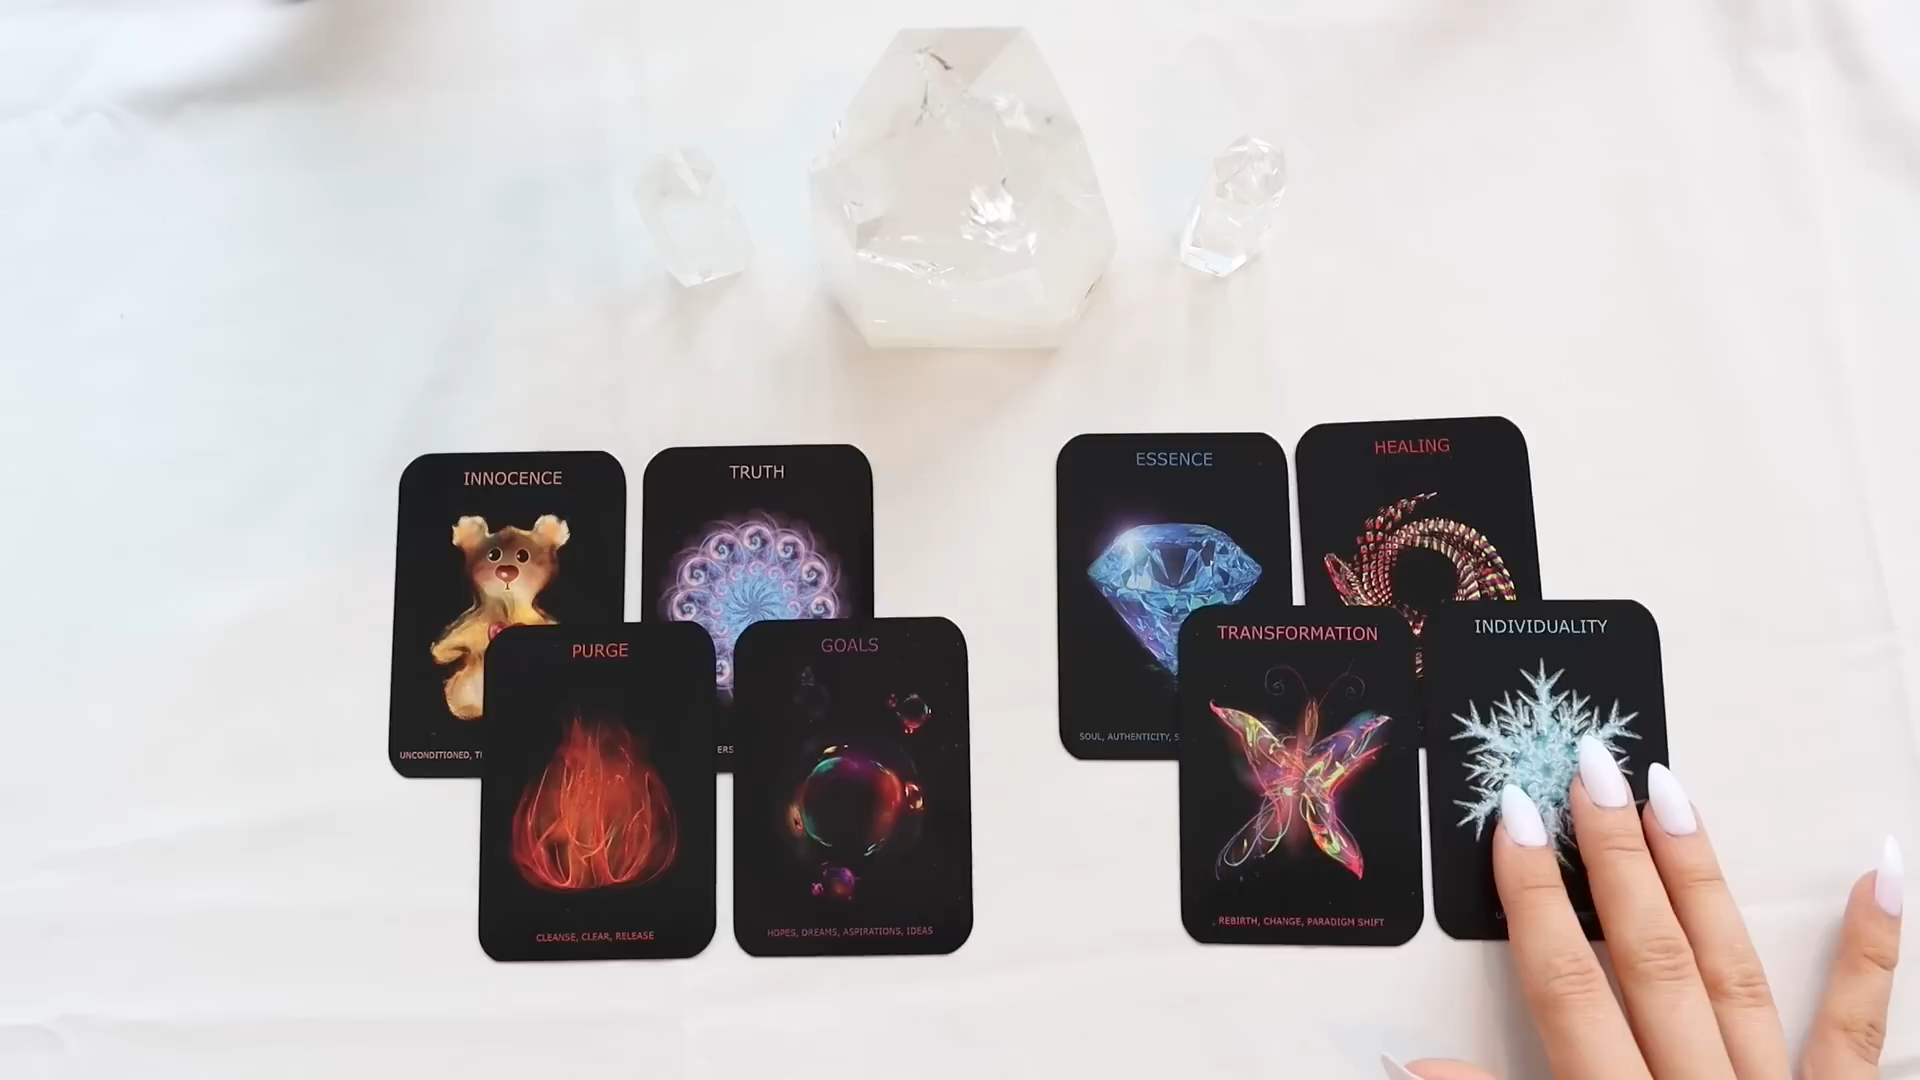 INNOCENCE
UNCONDITIONED,
TRUTH
PURGE
CLEANSE, CLEAR, RELEASE
GOALS
HOPES, DREAMS, ASPIRATIONS, IDEAS
ESSENCE
SOUL, AUTHENTICITY,
HEALING
TRANSFORMATION
REBIRTH, CHANGE, PARADIGM SHIFT
INDIVIDUALITY